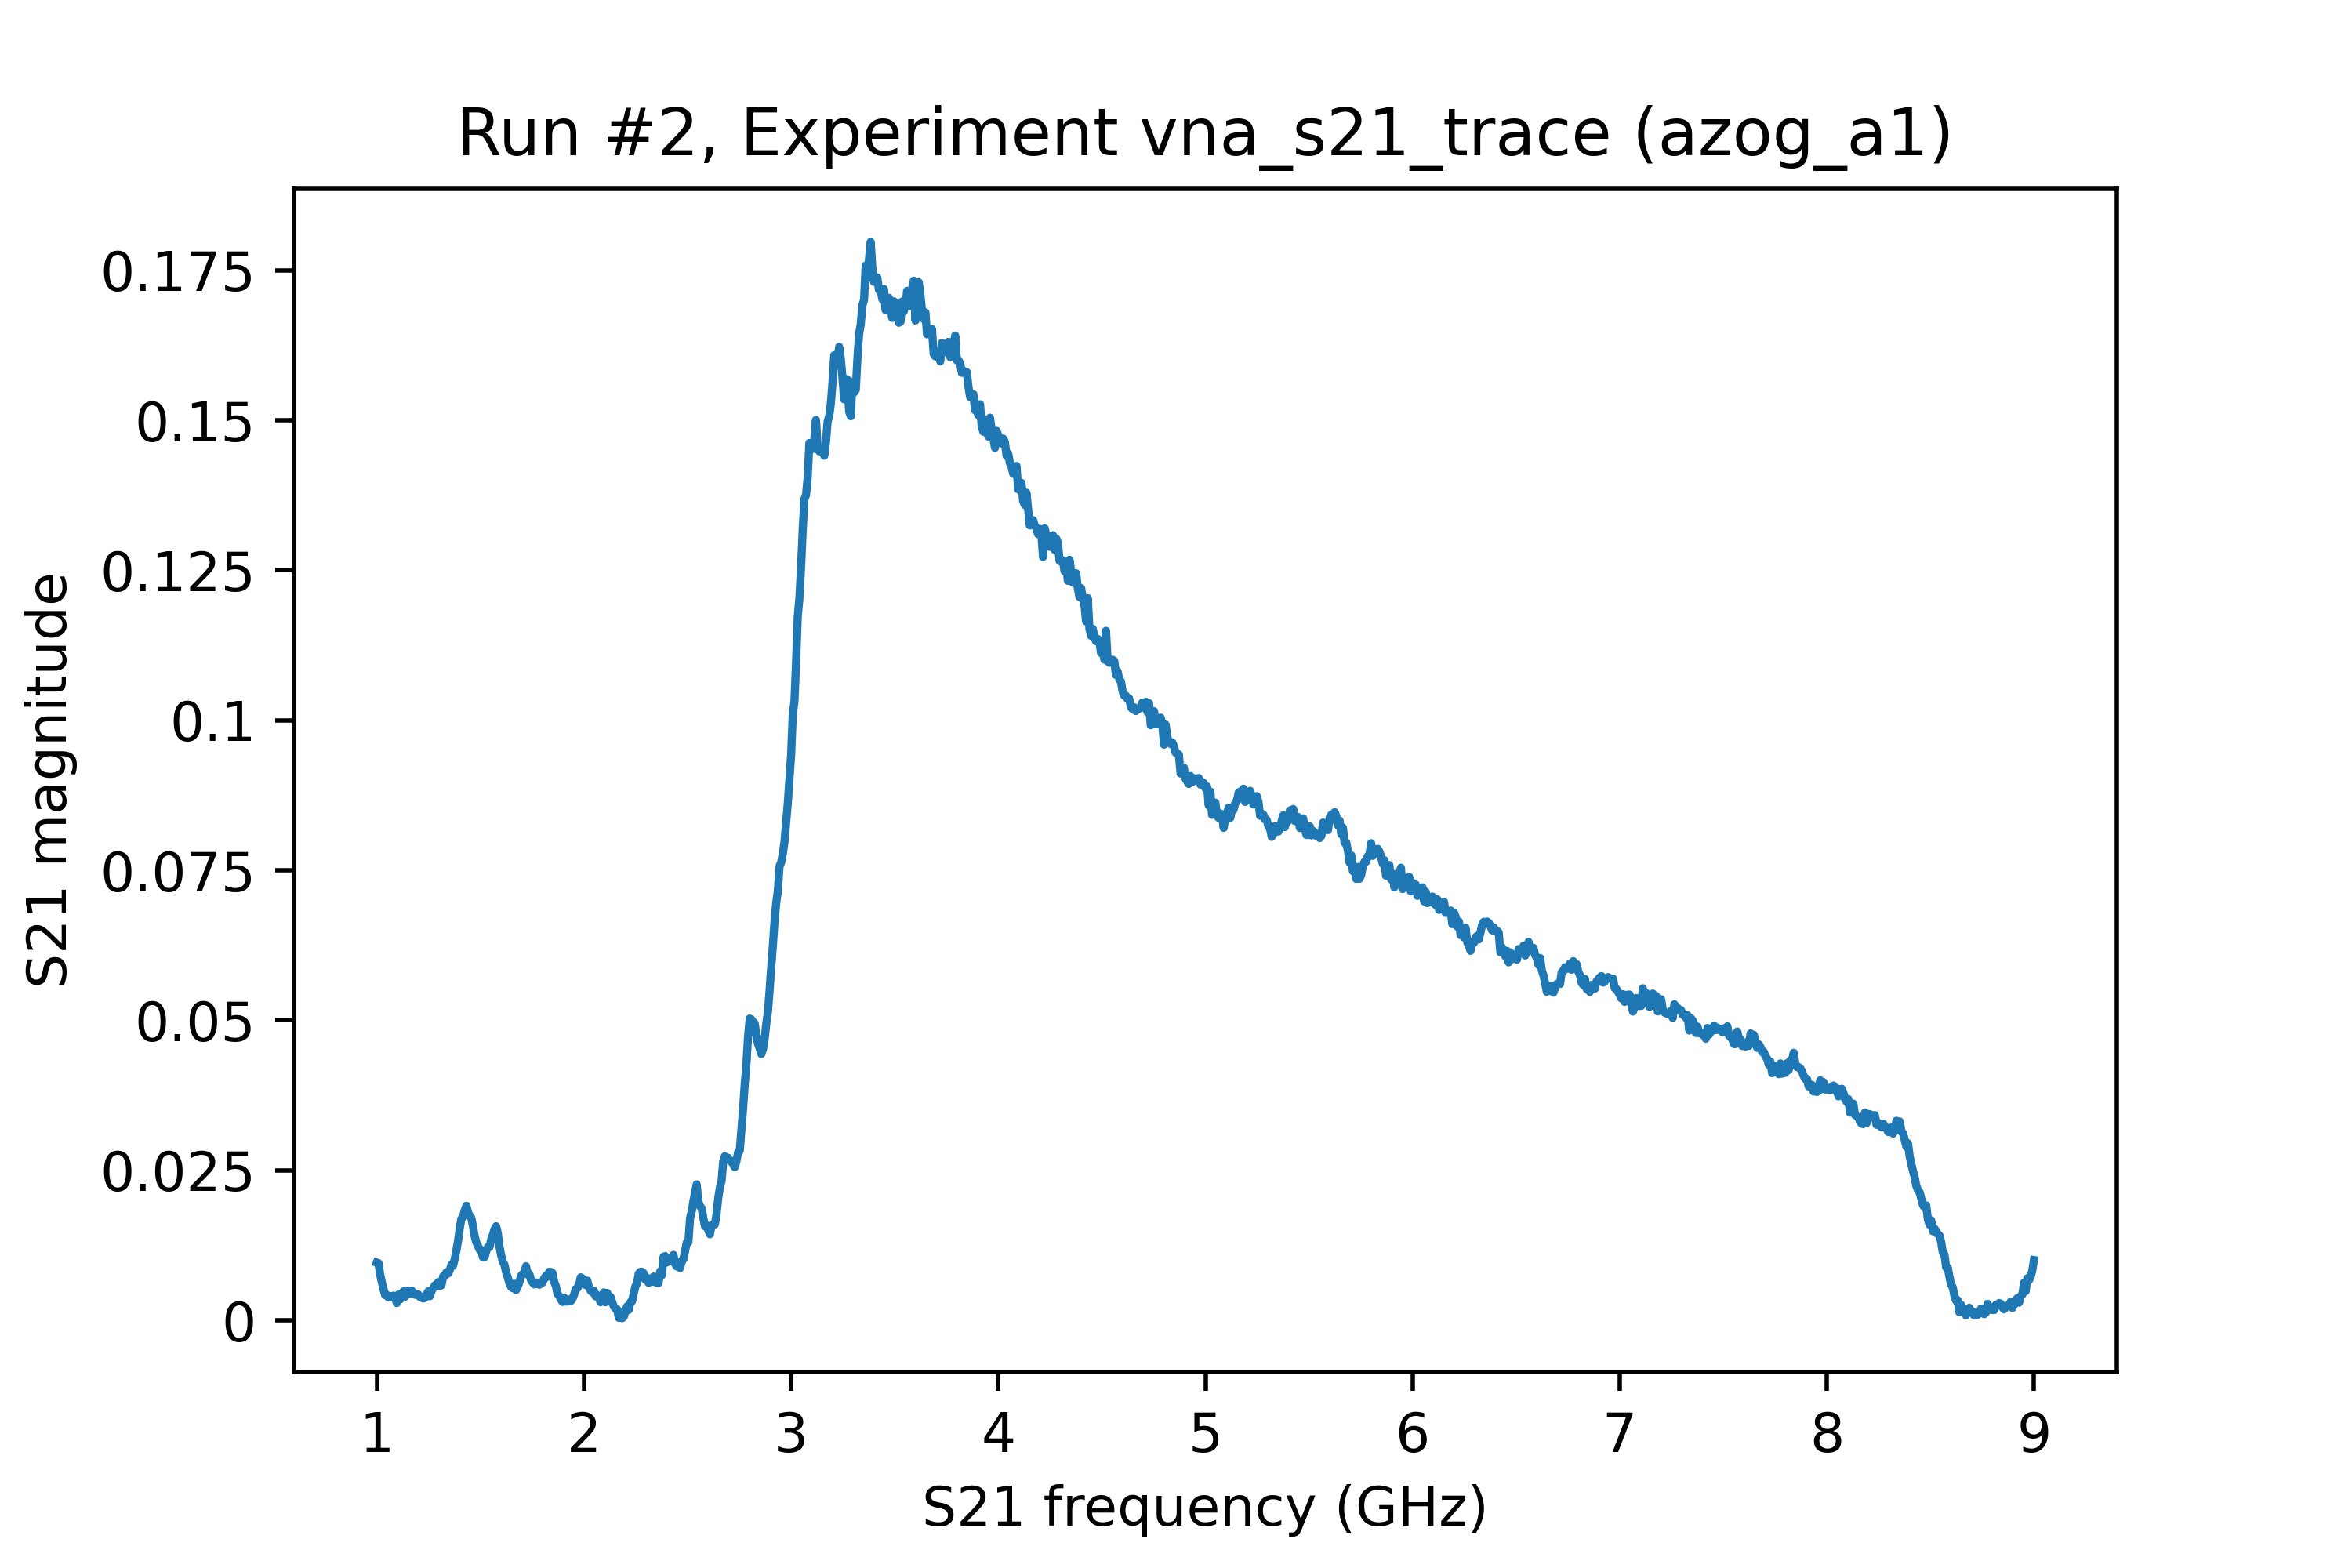 Run #2, Experiment vna_s21_trace (azog_a1)
S21 magnitude
0.175
0.15
0.125
0.1
0.075
0.05
0.025
0
1 2 3 4 5 6 7 8 9
S21 frequency (GHz)